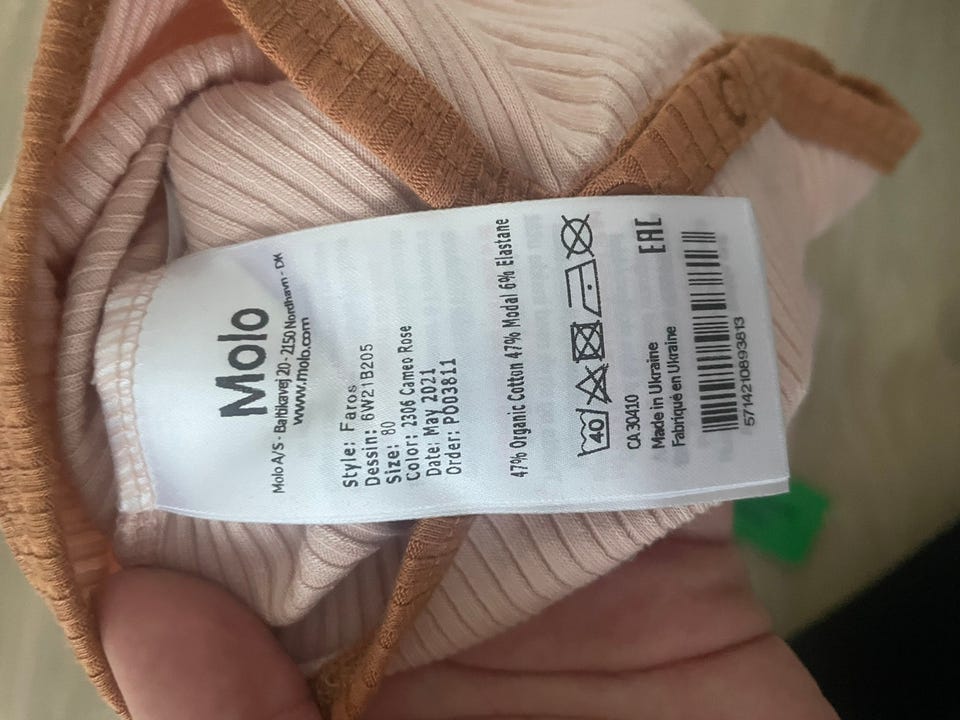 Molo
Molo A/S - Baltikavej 20 - 2150 Nordhavn - DK
www.molo.com
Style: Faros
Dessin: 6W21B205
Size: 80
Color: 2306 Cameo Rose
Date: May 2021
Order: PO03811
47% Organic Cotton 47% Modal 6% Elastane
40
CA 30410
EAC
Made in Ukraine
Fabriqué en Ukraine
5714210893813